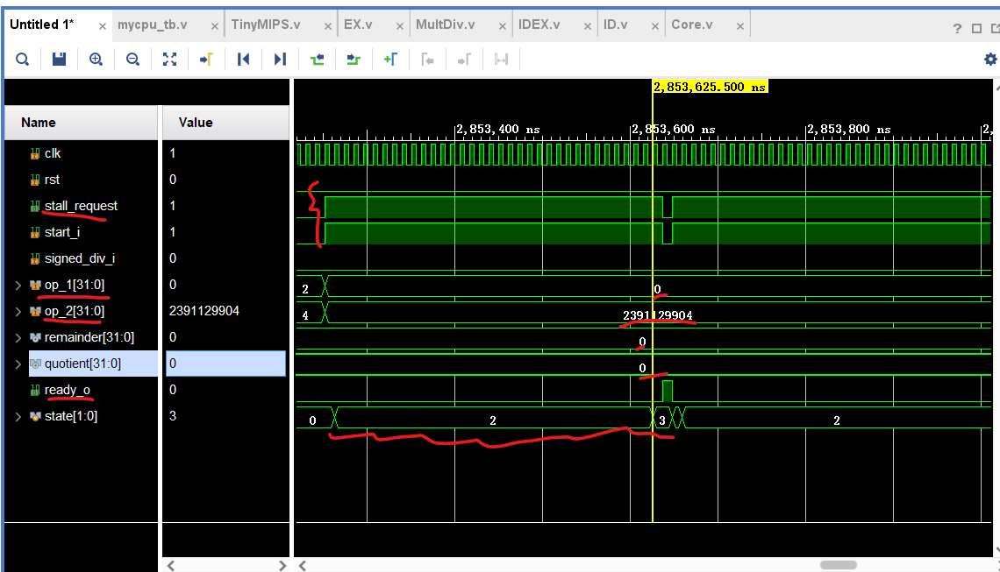 Untitled 1* × mycpu_tb.v × TinyMIPS.v × EX.v × MultDiv.v × IDEX.v × ID.v × Core.v × ?
2,853,625.500 ns
Name Value
2,853,400 ns 2,853,600 ns 2,853,800 ns 2,
clk 1
rst 0
stall_request 1
start_i 1
signed_div_i 0
op_1[31:0] 0 2 0
op_2[31:0] 2391129904 4 2391129904
remainder[31:0] 0 0
quotient[31:0] 0 0
ready_o 0
state[1:0] 3 0 2 3 2